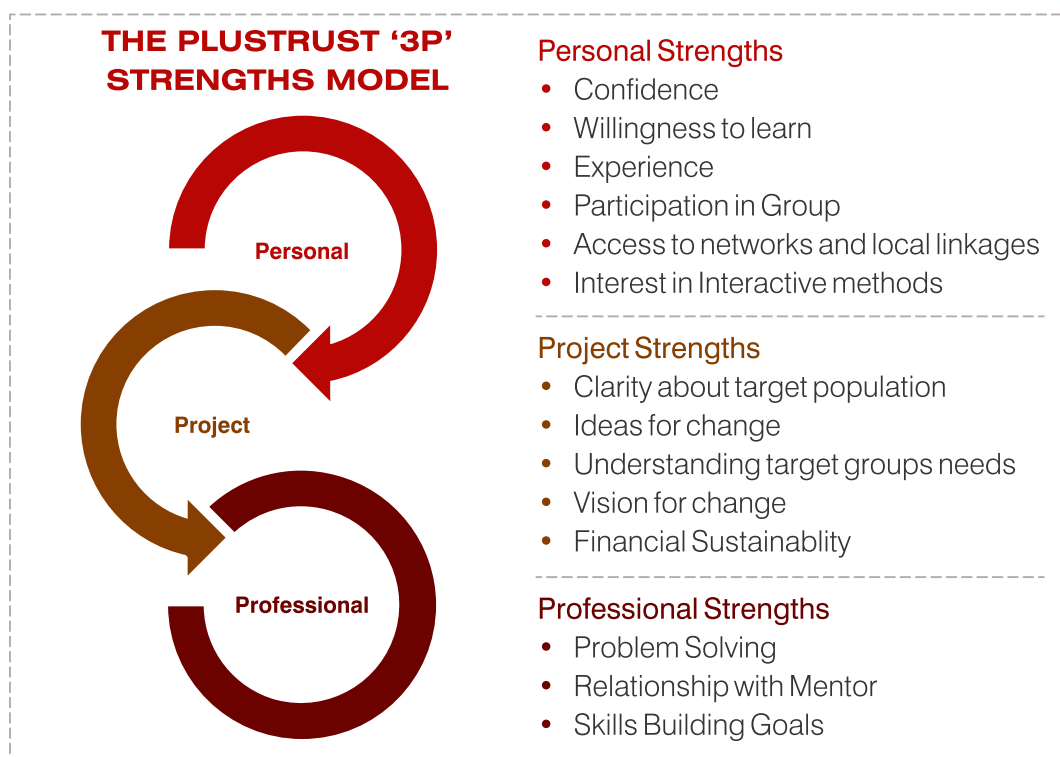 THE PLUSTRUST ‘3P’
STRENGTHS MODEL
Personal
Project
Professional
Personal Strengths
• Confidence
• Willingness to learn
• Experience
• Participation in Group
• Access to networks and local linkages
• Interest in Interactive methods
Project Strengths
• Clarity about target population
• Ideas for change
• Understanding target groups needs
• Vision for change
• Financial Sustainablity
Professional Strengths
• Problem Solving
• Relationship with Mentor
• Skills Building Goals